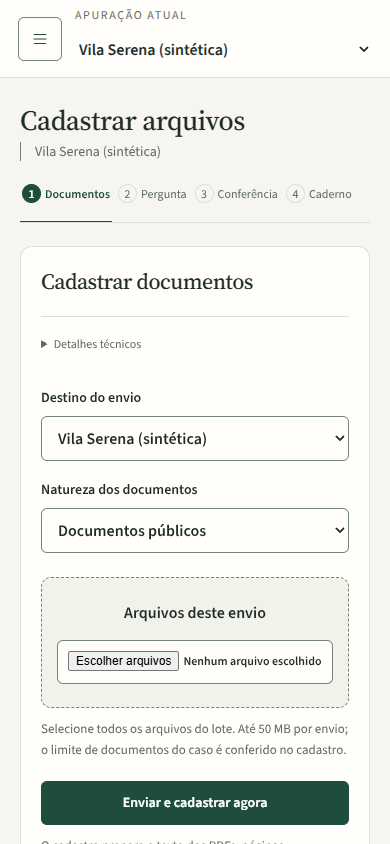 APURAÇÃO ATUAL
Vila Serena (sintética)
Cadastrar arquivos
Vila Serena (sintética)
1 Documentos 2 Pergunta 3 Conferência 4 Caderno
Cadastrar documentos
Detalhes técnicos
Destino do envio
Vila Serena (sintética)
Natureza dos documentos
Documentos públicos
Arquivos deste envio
Escolher arquivos Nenhum arquivo escolhido
Selecione todos os arquivos do lote. Até 50 MB por envio;
o limite de documentos do caso é conferido no cadastro.
Enviar e cadastrar agora